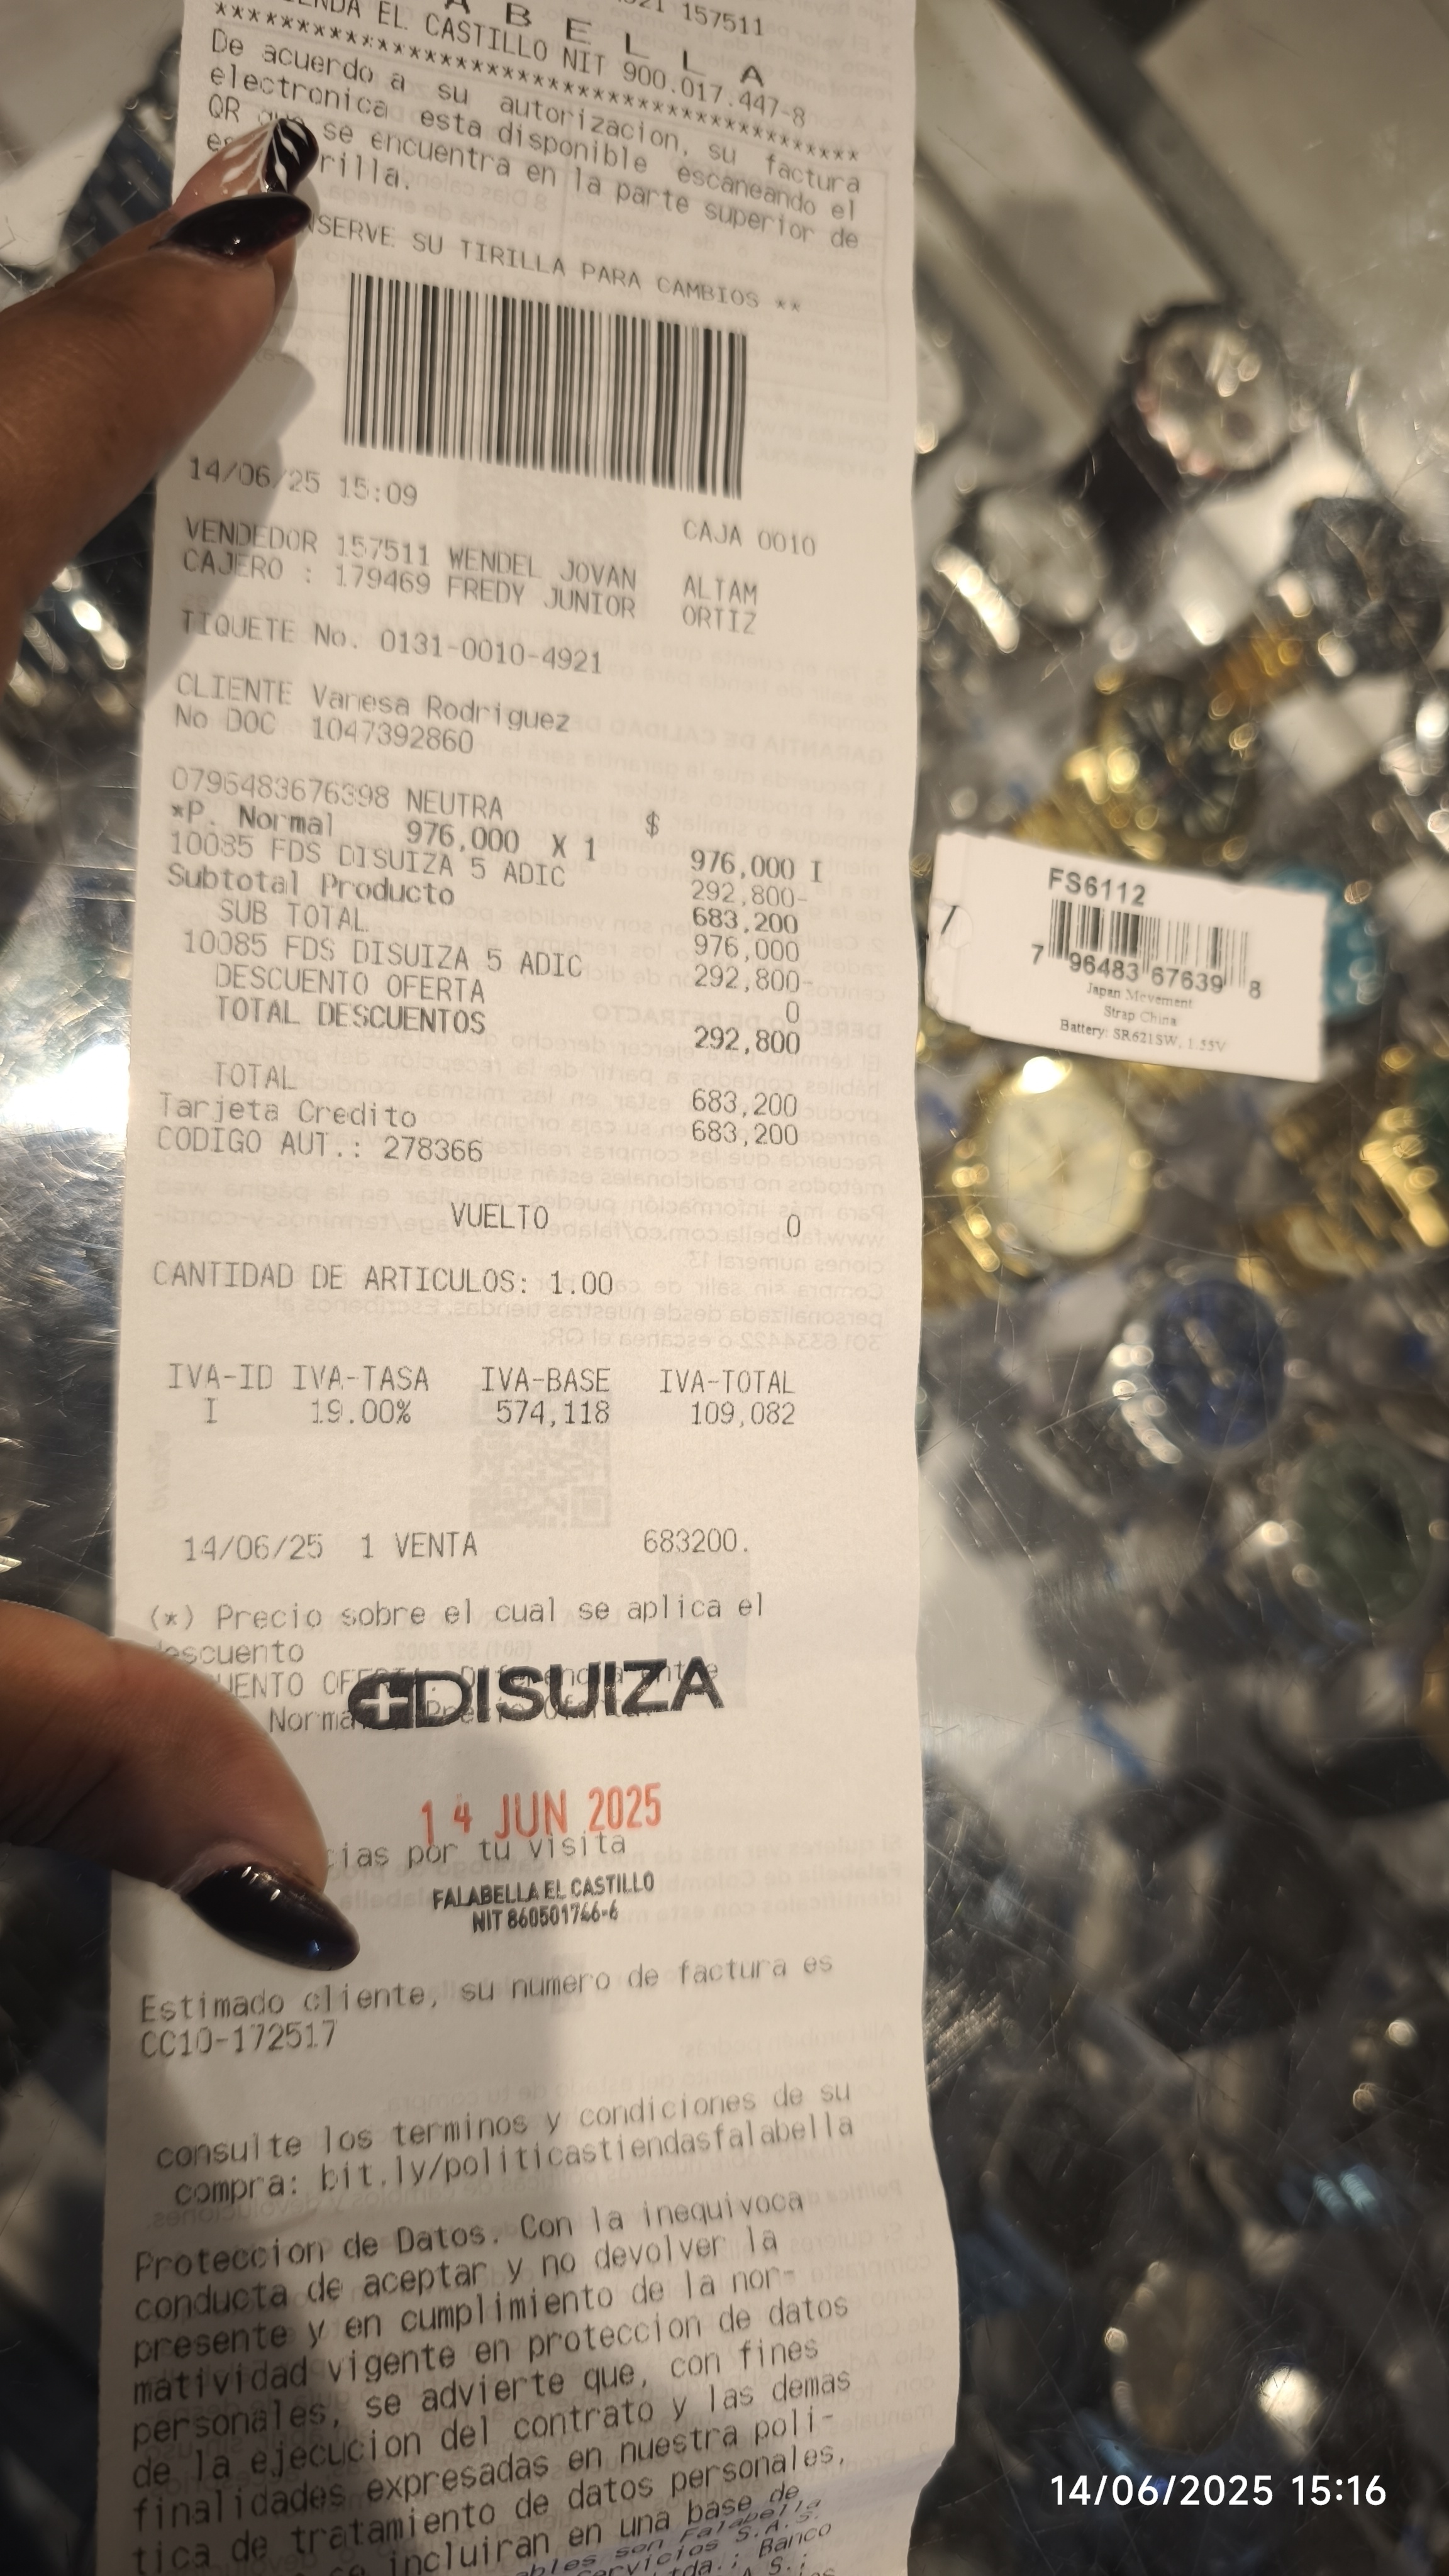 157511
A B E L L A
EL CASTILLO NIT 900.017.447-8
****************************************
De acuerdo a su autorizacion, su factura
electronica esta disponible escaneando el
QR que se encuentra en la parte superior de
rilla.
NSERVE SU TIRILLA PARA CAMBIOS **
14/06/25 15:09
CAJA 0010
VENDEDOR 157511 WENDEL JOVAN ALTAM
CAJERO : 179469 FREDY JUNIOR ORTIZ
TIQUETE No. 0131-0010-4921
CLIENTE Vanesa Rodriguez
No DOC 1047392860
0796483676398 NEUTRA $
*P. Normal 976,000 X 1 976,000 I
10085 FDS DISUIZA 5 ADIC 292,800-
Subtotal Producto 683,200
SUB TOTAL 976,000
10085 FDS DISUIZA 5 ADIC 292,800-
DESCUENTO OFERTA 0
TOTAL DESCUENTOS 292,800
TOTAL 683,200
Tarjeta Credito 683,200
CODIGO AUT.: 278366
VUELTO 0
CANTIDAD DE ARTICULOS: 1.00
IVA-ID IVA-TASA IVA-BASE IVA-TOTAL
I 19.00% 574,118 109,082
14/06/25 1 VENTA 683200.
(*) Precio sobre el cual se aplica el
descuento
UENTO OFERTA. Diferencia entre
Normal
DISUIZA
14 JUN 2025
cias por tu visita
FALABELLA EL CASTILLO
NIT 860501766-6
Estimado cliente, su numero de factura es
CC10-172517
consulte los terminos y condiciones de su
compra: bit.ly/politicastiendasfalabella
Proteccion de Datos. Con la inequivoca
conducta de aceptar y no devolver la
presente y en cumplimiento de la nor-
matividad vigente en proteccion de datos
personales, se advierte que, con fines
de la ejecucion del contrato y las demas
finalidades expresadas en nuestra poli-
tica de tratamiento de datos personales,
se incluiran en una base de
son Falabella
S.A.S.
Banco
FS6112
7 96483 67639 8
Japan Movement
Strap China
Battery: SR621SW, 1.55V
14/06/2025 15:16